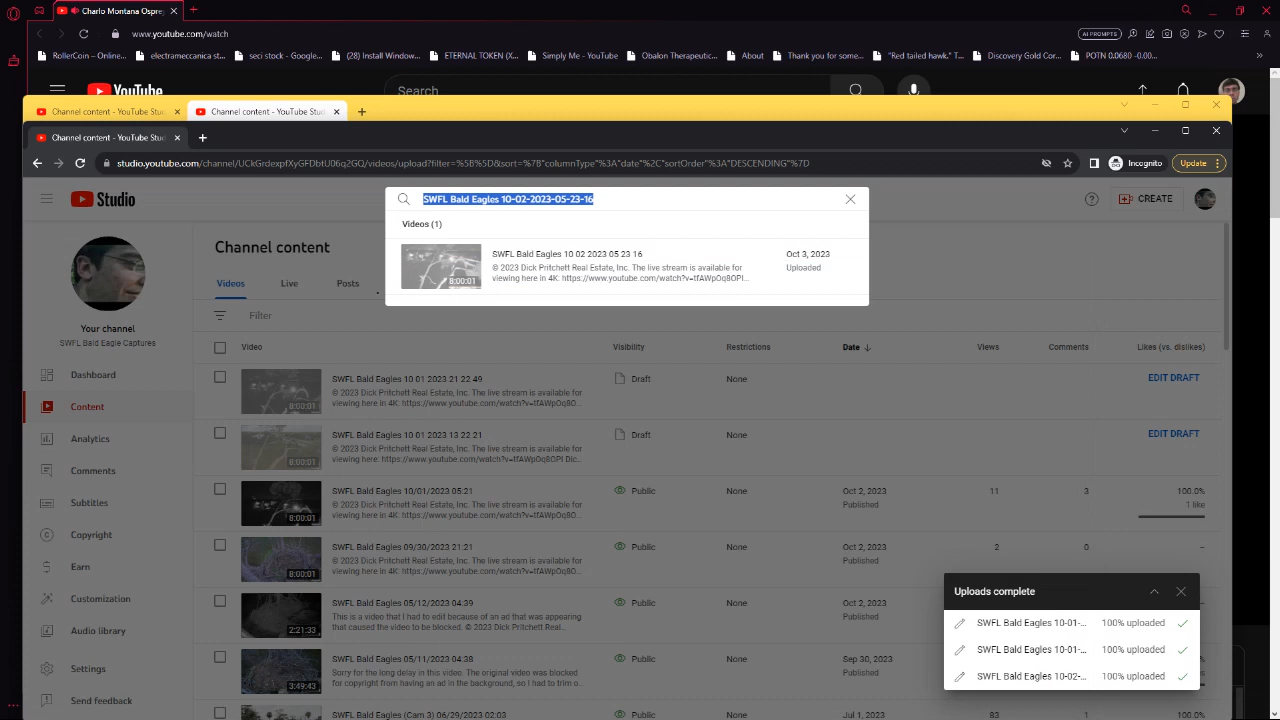 Charlo Montana Osprey
www.youtube.com/watch
AI PROMPTS
RollerCoin – Online...
electrameccanica st...
seci stock - Google...
(28) Install Window...
ETERNAL TOKEN (X...
Simply Me - YouTube
Obalon Therapeutic...
About
Thank you for some...
"Red tailed hawk." T...
Discovery Gold Cor...
POTN 0.0680 -0.00...
YouTube
Search
Channel content - YouTube Stud
Channel content - YouTube Stud
Channel content - YouTube Stud
studio.youtube.com/channel/UCkGrdexpfXyGFDbtU06q2GQ/videos/upload?filter=%5B%5D&sort=%7B"columnType"%3A"date"%2C"sortOrder"%3A"DESCENDING"%7D
Incognito
Update
Studio
SWFL Bald Eagles 10-02-2023-05-23-16
CREATE
Videos (1)
SWFL Bald Eagles 10 02 2023 05 23 16
© 2023 Dick Pritchett Real Estate, Inc. The live stream is available for
viewing here in 4K: https://www.youtube.com/watch?v=tfAWpOq8OPI...
8:00:01
Oct 3, 2023
Uploaded
Channel content
Videos
Live
Posts
Filter
Your channel
SWFL Bald Eagle Captures
Dashboard
Content
Analytics
Comments
Subtitles
Copyright
Earn
Customization
Audio library
Settings
Send feedback
Video
Visibility
Restrictions
Date
Views
Comments
Likes (vs. dislikes)
SWFL Bald Eagles 10 01 2023 21 22 49
© 2023 Dick Pritchett Real Estate, Inc. The live stream is available for
viewing here in 4K: https://www.youtube.com/watch?v=tfAWpOq8O...
8:00:01
Draft
None
EDIT DRAFT
SWFL Bald Eagles 10 01 2023 13 22 21
© 2023 Dick Pritchett Real Estate, Inc. The live stream is available for
viewing here: https://www.youtube.com/watch?v=tfAWpOq8OPI Dic...
8:00:01
Draft
None
EDIT DRAFT
SWFL Bald Eagles 10/01/2023 05:21
© 2023 Dick Pritchett Real Estate, Inc. The live stream is available for
viewing here in 4K: https://www.youtube.com/watch?v=tfAWpOq8O...
8:00:01
Public
None
Oct 2, 2023
Published
11
3
100.0%
1 like
SWFL Bald Eagles 09/30/2023 21:21
© 2023 Dick Pritchett Real Estate, Inc. The live stream is available for
viewing here in 4K: https://www.youtube.com/watch?v=tfAWpOq8O...
8:00:01
Public
None
Oct 2, 2023
Published
2
0
–
SWFL Bald Eagles 05/12/2023 04:39
This is a video that I had to edit because of an ad that was appearing
that caused the video to be blocked. © 2023 Dick Pritchett Real Est...
2:21:33
Public
None
Oct 2, 2023
Published
SWFL Bald Eagles 05/11/2023 04:38
Sorry for the long delay in this video. The original video was blocked
for copyright from having an ad in the background, so I had to trim o...
3:49:43
Public
None
Sep 30, 2023
Published
SWFL Bald Eagles (Cam 3) 06/29/2023 02:03
Public
None
Jul 1, 2023
83
1
100.0%
Uploads complete
SWFL Bald Eagles 10-01-...
100% uploaded
SWFL Bald Eagles 10-01-...
100% uploaded
SWFL Bald Eagles 10-02-...
100% uploaded